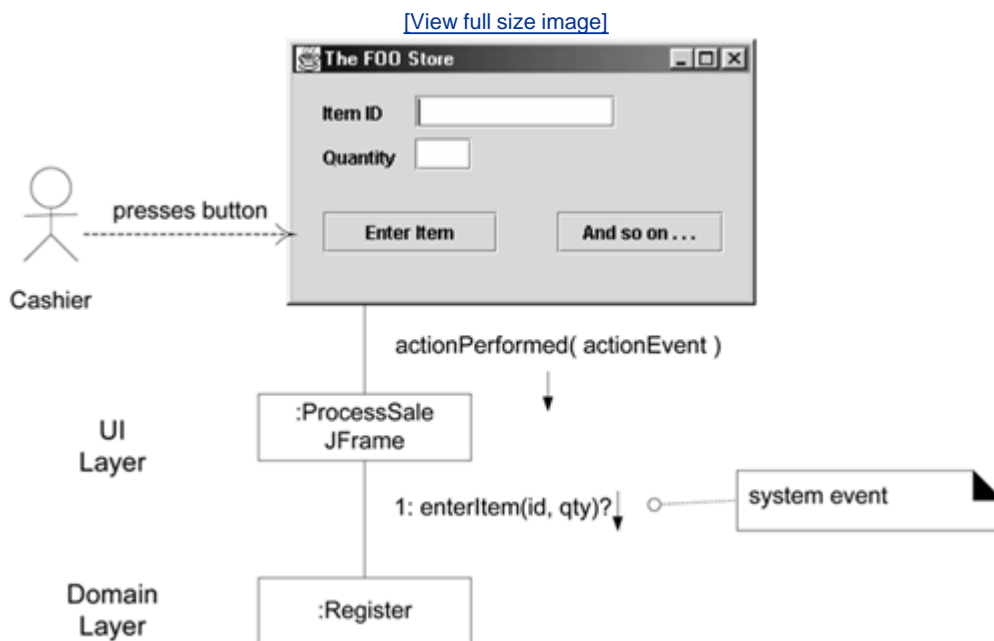 [View full size image]
The FOO Store
Item ID
Quantity
presses button
Enter Item
And so on . . .
Cashier
actionPerformed( actionEvent )
:ProcessSale
JFrame
UI
Layer
1: enterItem(id, qty)?
system event
Domain
Layer
:Register